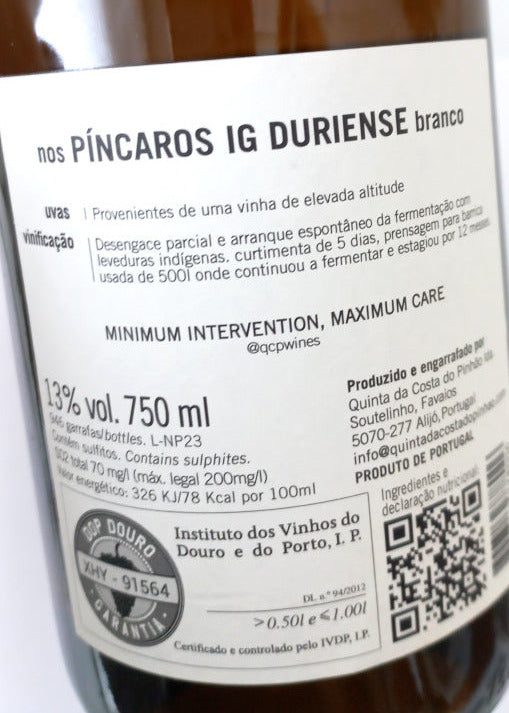 nos PÍNCAROS IG DURIENSE branco
uvas | Provenientes de uma vinha de elevada altitude
vinificação | Desengace parcial e arranque espontâneo da fermentação com
leveduras indígenas. curtimenta de 5 dias, prensagem para barrica
usada de 500l onde continuou a fermentar e estagiou por 12 meses.
MINIMUM INTERVENTION, MAXIMUM CARE
@qcpwines
13% vol. 750 ml
946 garrafas/bottles. L-NP23
Contém sulfitos. Contains sulphites.
SO2 total 70 mg/l (máx. legal 200mg/l)
Valor energético: 326 KJ/78 Kcal por 100ml
Produzido e engarrafado por
Quinta da Costa do Pinhão Lda.
Soutelinho, Favaios
5070-277 Alijó, Portugal
info@quintadacostadopinhao.com
PRODUTO DE PORTUGAL
Ingredientes e
declaração nutricional:
DOP DOURO
XHY - 91564
GARANTIA
Instituto dos Vinhos do
Douro e do Porto, I. P.
DL n.º 94/2012
>0.50l e ≤1.00l
Certificado e controlado pelo IVDP, I.P.